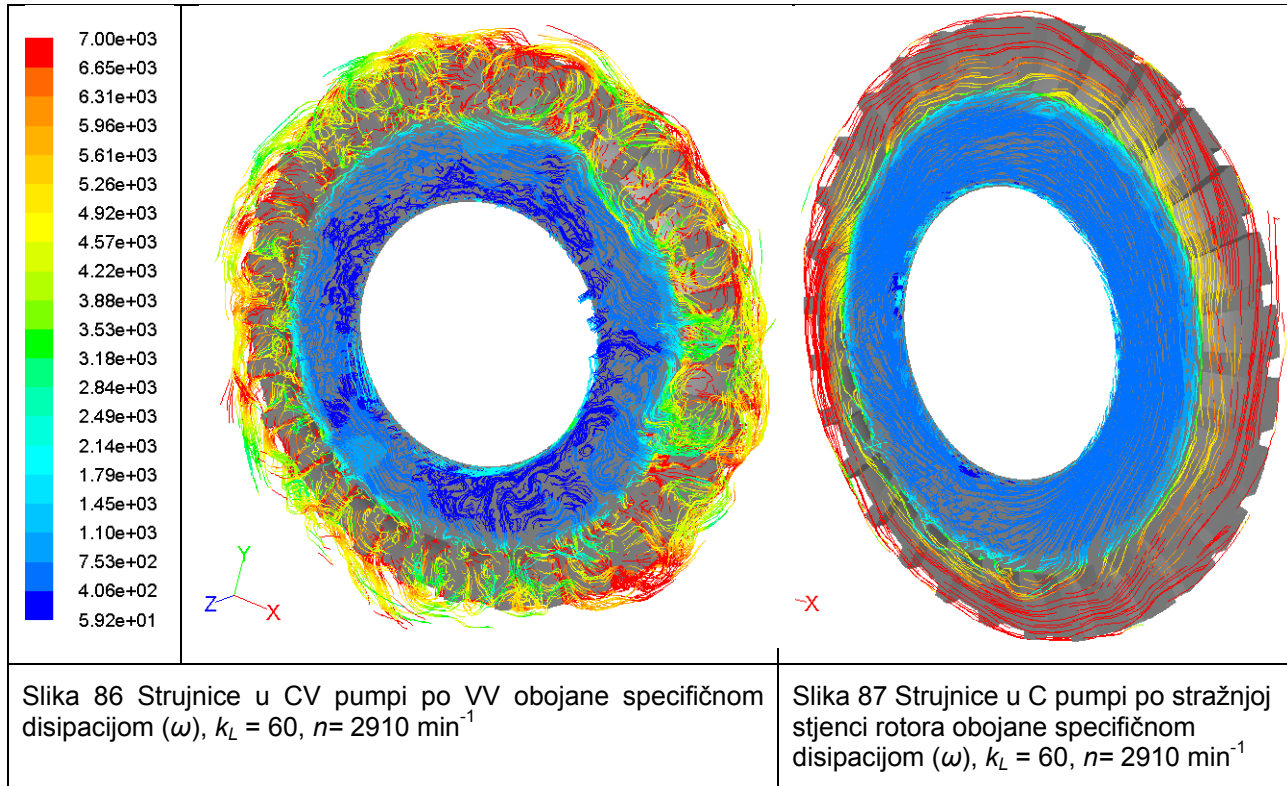 7.00e+03
6.65e+03
6.31e+03
5.96e+03
5.61e+03
5.26e+03
4.92e+03
4.57e+03
4.22e+03
3.88e+03
3.53e+03
3.18e+03
2.84e+03
2.49e+03
2.14e+03
1.79e+03
1.45e+03
1.10e+03
7.53e+02
4.06e+02
5.92e+01
Y
Z
X
X
Slika 86 Strujnice u CV pumpi po VV obojane specifičnom
disipacijom (ω), k_L = 60, n= 2910 min⁻¹
Slika 87 Strujnice u C pumpi po stražnjoj
stjenci rotora obojane specifičnom
disipacijom (ω), k_L = 60, n= 2910 min⁻¹